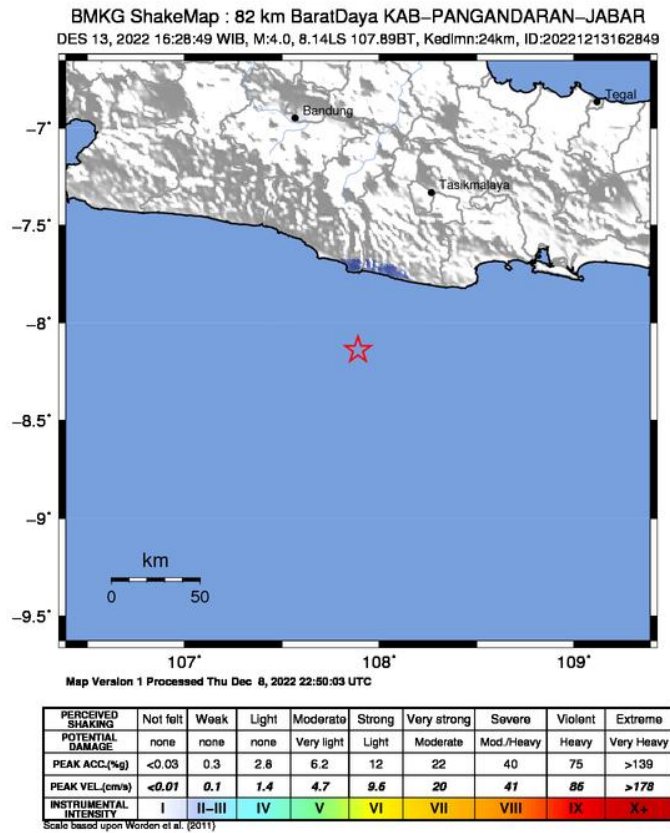 BMKG ShakeMap : 82 km BaratDaya KAB-PANGANDARAN-JABAR
DES 13, 2022 16:28:49 WIB, M:4.0, 8.14LS 107.89BT, Kedlmn:24km, ID:20221213162849
Tegal
Bandung
-7°
Tasikmalaya
-7.5°
-8°
-8.5°
-9°
km
0 50
-9.5°
107° 108° 109°
Map Version 1 Processed Thu Dec 8, 2022 22:50:03 UTC
PERCEIVED SHAKING Not felt Weak Light Moderate Strong Very strong Severe Violent Extreme
POTENTIAL DAMAGE none none none Very light Light Moderate Mod./Heavy Heavy Very Heavy
PEAK ACC.(%g) <0.03 0.3 2.8 6.2 12 22 40 75 >139
PEAK VEL.(cm/s) <0.01 0.1 1.4 4.7 9.6 20 41 86 >178
INSTRUMENTAL INTENSITY I II-III IV V VI VII VIII IX X+
Scale based upon Worden et al. (2011)